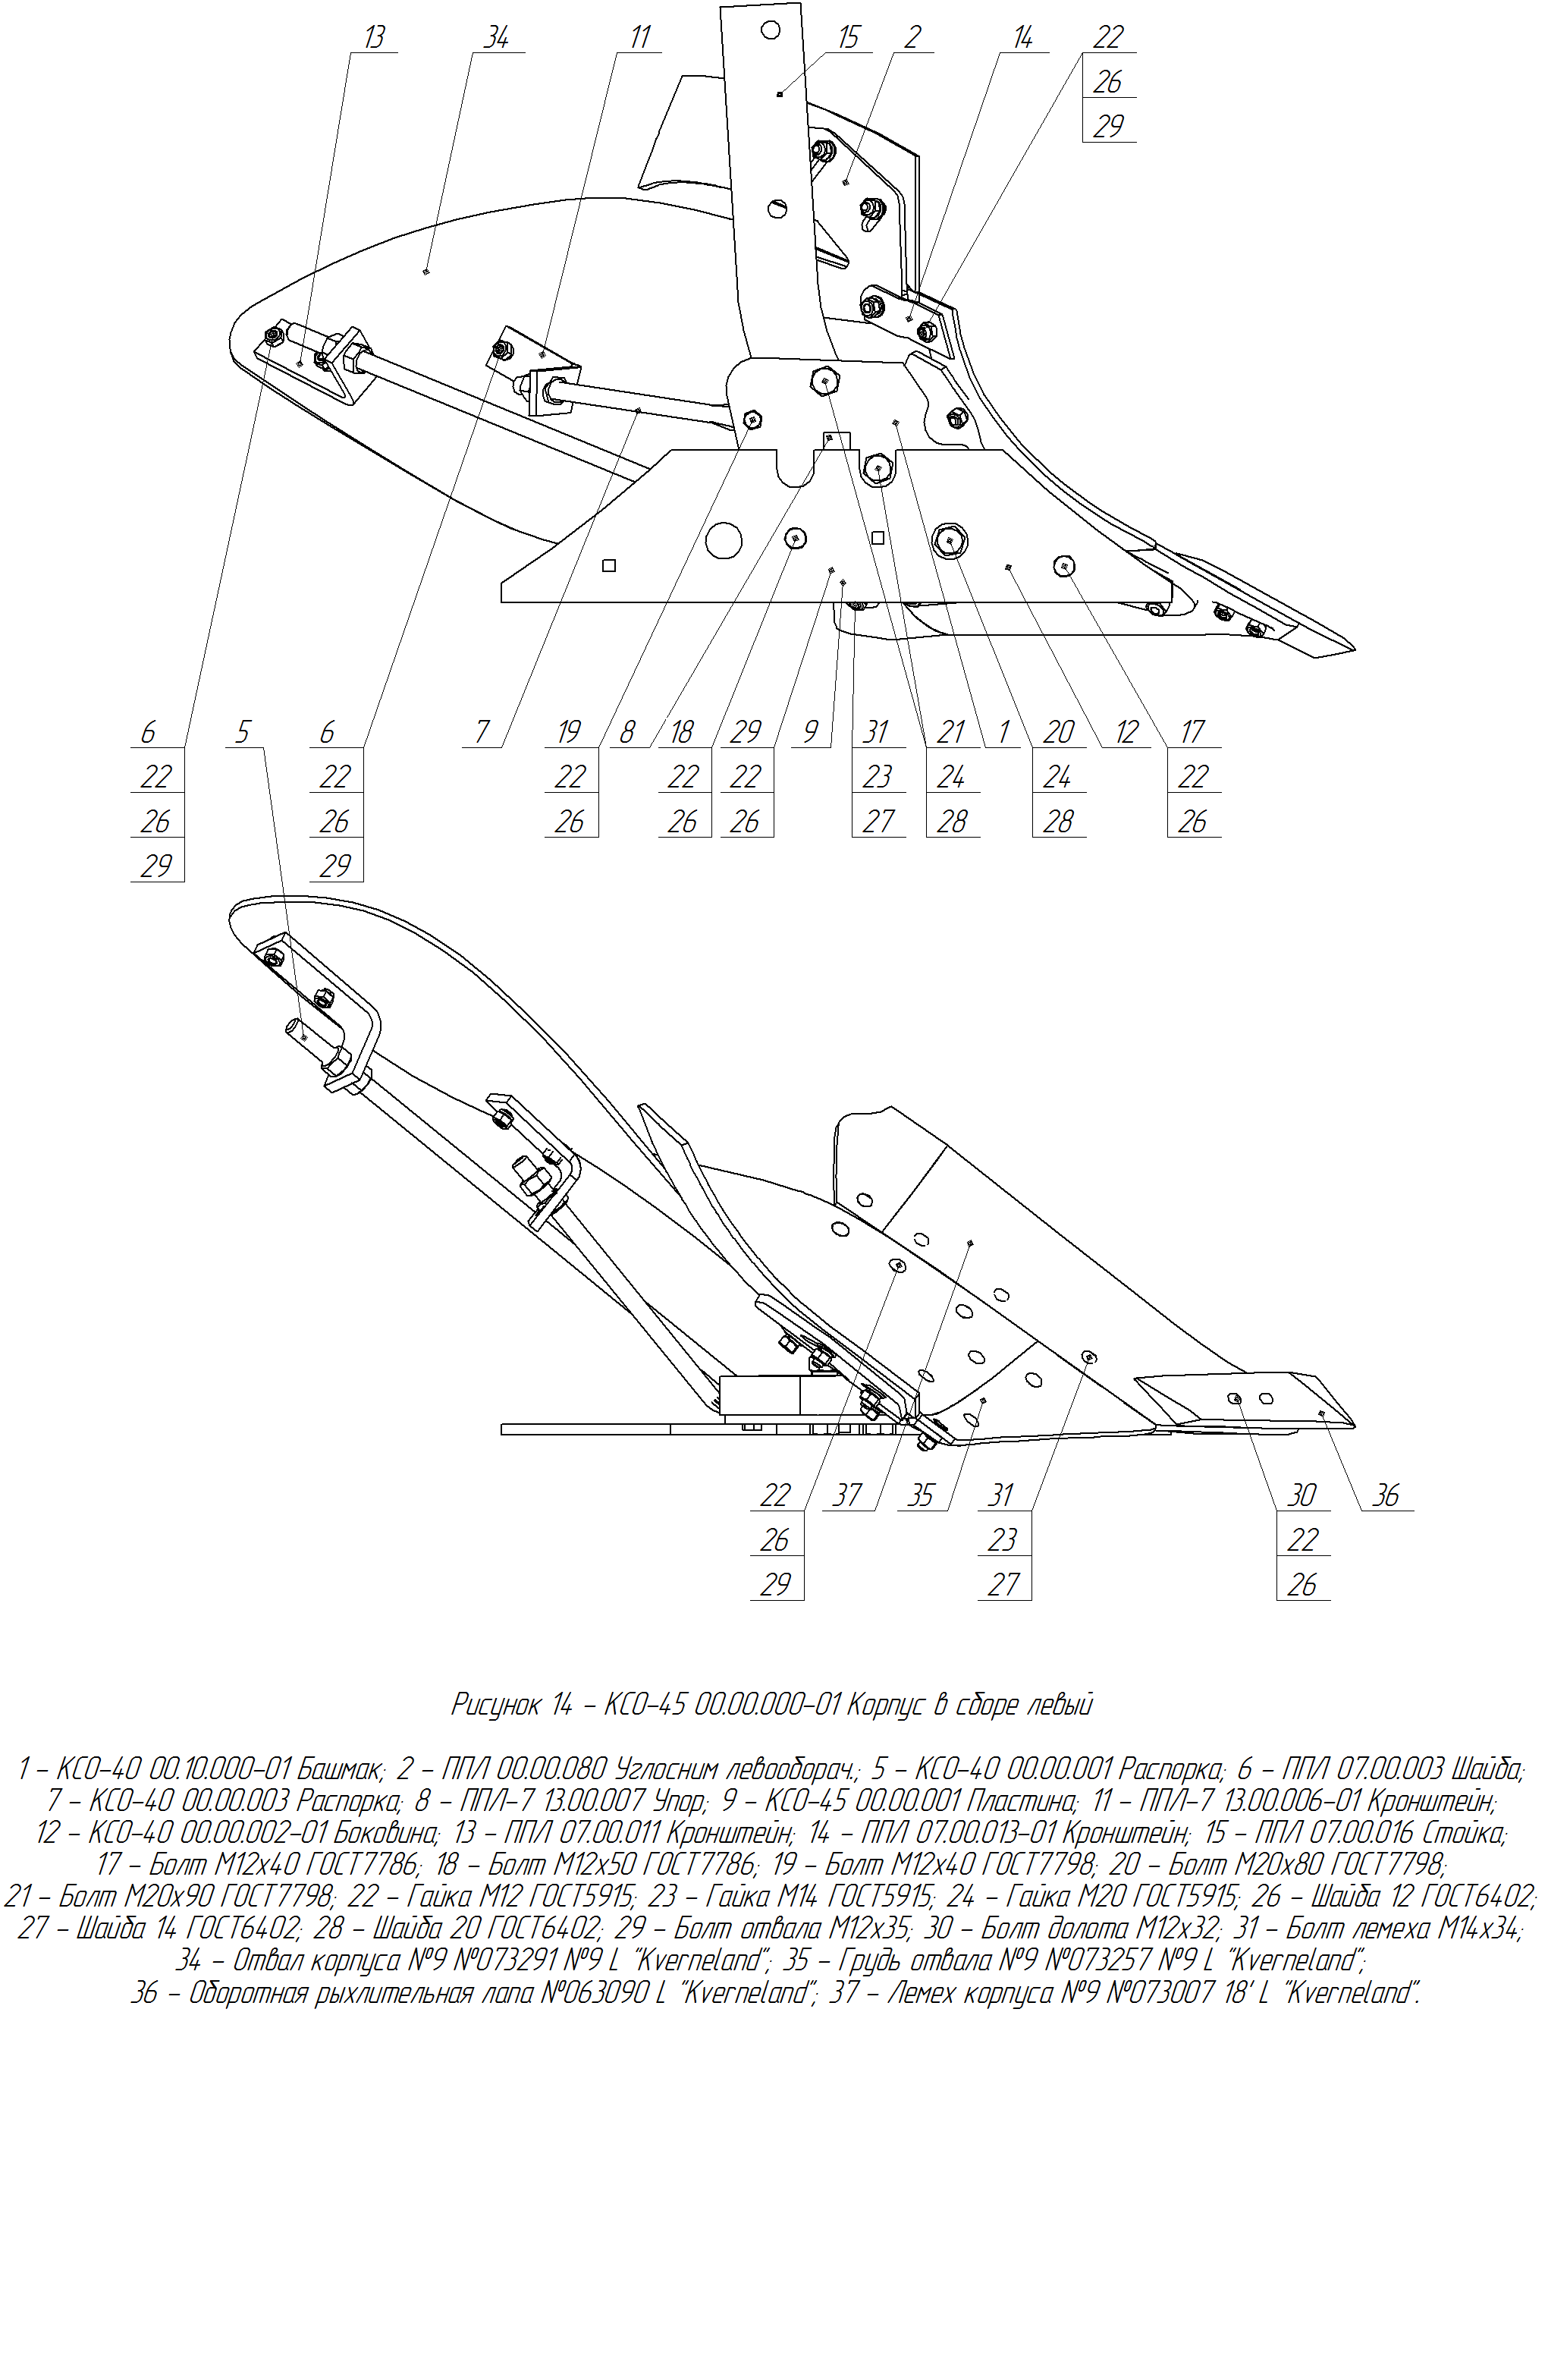 13 34 11 15 2 14 22
26
29
6 5 6 7 19 8 18 29 9 31 21 1 20 12 17
22 22 22 22 22 23 24 24 22
26 26 26 26 26 27 28 28 26
29 29
22 37 35 31 30 36
26 23 22
29 27 26
Рисунок 14 – КСО-45 00.00.000-01 Корпус в сборе левый
1 – КСО-40 00.10.000-01 Башмак; 2 – ППЛ 00.00.080 Углосним левооборач.; 5 – КСО-40 00.00.001 Распорка; 6 – ППЛ 07.00.003 Шайба;
7 – КСО-40 00.00.003 Распорка; 8 – ППЛ-7 13.00.007 Упор; 9 – КСО-45 00.00.001 Пластина; 11 – ППЛ-7 13.00.006-01 Кронштейн;
12 – КСО-40 00.00.002-01 Боковина; 13 – ППЛ 07.00.011 Кронштейн; 14 – ППЛ 07.00.013-01 Кронштейн; 15 – ППЛ 07.00.016 Стойка;
17 – Болт М12х40 ГОСТ7786; 18 – Болт М12х50 ГОСТ7786; 19 – Болт М12х40 ГОСТ7798; 20 – Болт М20х80 ГОСТ7798;
21 – Болт М20х90 ГОСТ7798; 22 – Гайка М12 ГОСТ5915; 23 – Гайка М14 ГОСТ5915; 24 – Гайка М20 ГОСТ5915; 26 – Шайба 12 ГОСТ6402;
27 – Шайба 14 ГОСТ6402; 28 – Шайба 20 ГОСТ6402; 29 – Болт отвала М12х35; 30 – Болт долота М12х32; 31 – Болт лемеха М14х34;
34 – Отвал корпуса №9 №073291 №9 L "Kverneland"; 35 – Грудь отвала №9 №073257 №9 L "Kverneland";
36 – Оборотная рыхлительная лапа №063090 L "Kverneland"; 37 – Лемех корпуса №9 №073007 18' L "Kverneland".